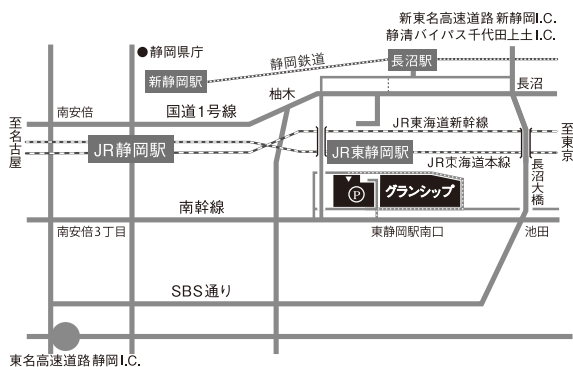 新東名高速道路 新静岡I.C.
静清バイパス千代田上土I.C.
●静岡県庁
静岡鉄道
長沼駅
新静岡駅
柚木
長沼
南安倍
国道1号線
至名古屋
JR東海道新幹線
至東京
JR静岡駅
JR東静岡駅
JR東海道本線
長沼大橋
P
グランシップ
南幹線
南安倍3丁目
東静岡駅南口
池田
SBS通り
東名高速道路 静岡I.C.